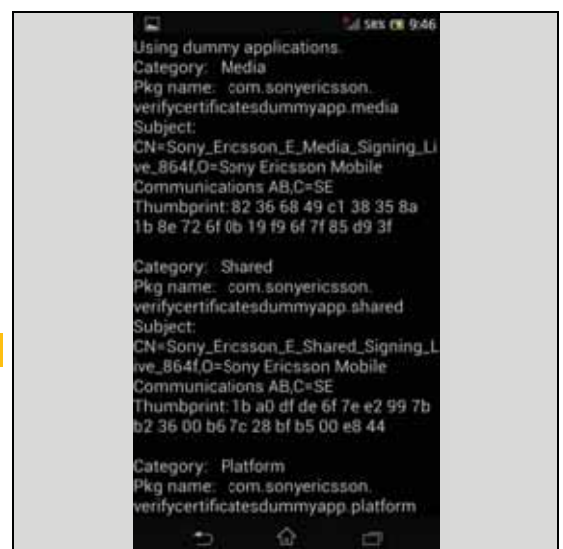 58% 9:46
Using dummy applications.
Category: Media
Pkg name: com.sonyericsson.
verifycertificatesdummyapp.media
Subject:
CN=Sony_Ericsson_E_Media_Signing_Li
ve_864f,O=Sony Ericsson Mobile
Communications AB,C=SE
Thumbprint: 82 36 68 49 c1 38 35 8a
1b 8e 72 6f 0b 19 f9 6f 7f 85 d9 3f
Category: Shared
Pkg name: com.sonyericsson.
verifycertificatesdummyapp.shared
Subject:
CN=Sony_Ericsson_E_Shared_Signing_L
ive_864f,O=Sony Ericsson Mobile
Communications AB,C=SE
Thumbprint: 1b a0 df de 6f 7e e2 99 7b
b2 36 00 b6 7c 28 bf b5 00 e8 44
Category: Platform
Pkg name: com.sonyericsson.
verifycertificatesdummyapp.platform